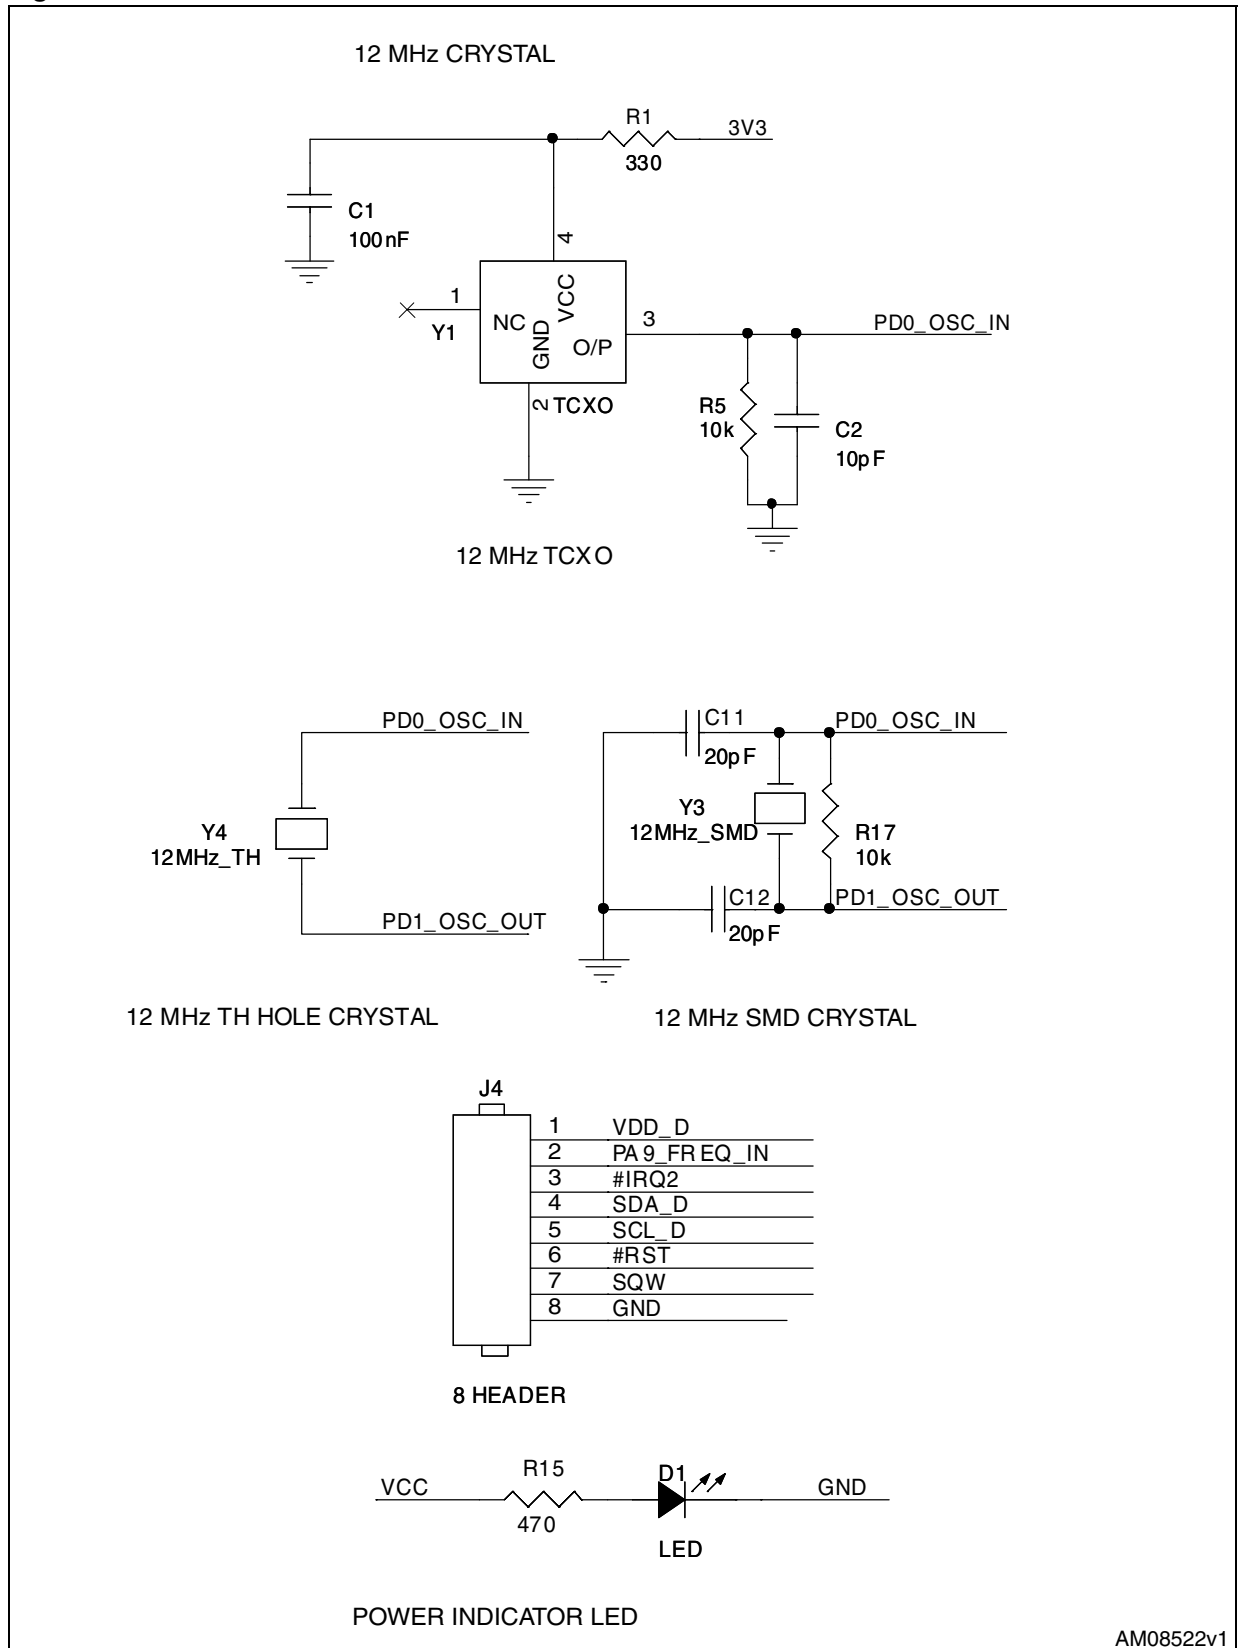 12 MHz CRYSTAL
R1
3V3
330
C1
100nF
4
1
Y1
NC
GND
VCC
O/P
3
PD0_OSC_IN
2
TCXO
R5
10k
C2
10pF
12 MHz TCXO
PD0_OSC_IN
Y4
12MHz_TH
PD1_OSC_OUT
12 MHz TH HOLE CRYSTAL
C11
20pF
PD0_OSC_IN
Y3
12MHz_SMD
R17
10k
C12
20pF
PD1_OSC_OUT
12 MHz SMD CRYSTAL
J4
1 VDD_D
2 PA9_FREQ_IN
3 #IRQ2
4 SDA_D
5 SCL_D
6 #RST
7 SQW
8 GND
8 HEADER
VCC
R15
470
D1
LED
GND
POWER INDICATOR LED
AM08522v1